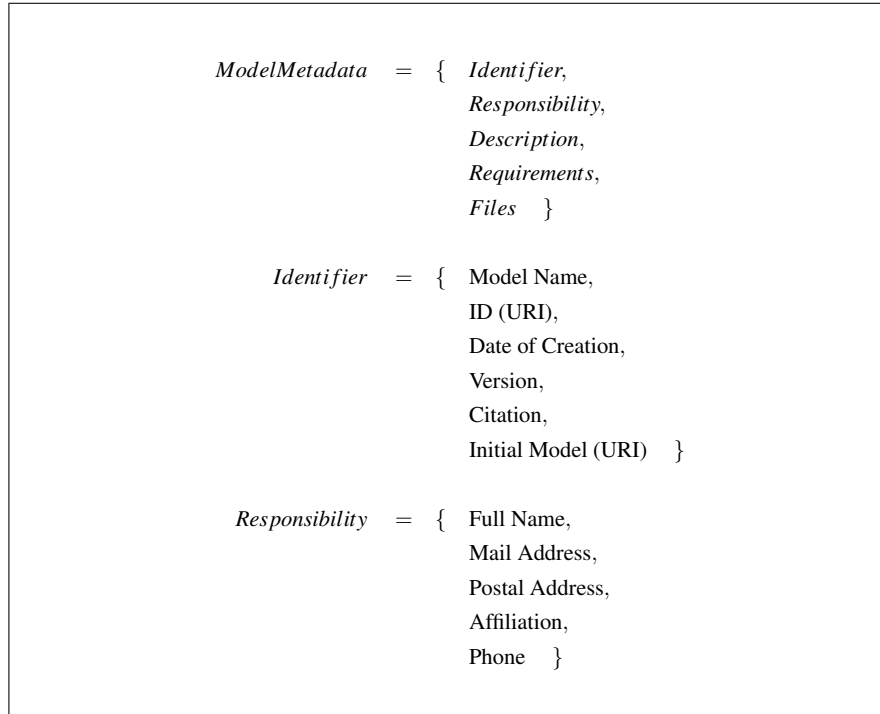 ModelMetadata = { Identifier,
Responsibility,
Description,
Requirements,
Files }
Identifier = { Model Name,
ID (URI),
Date of Creation,
Version,
Citation,
Initial Model (URI) }
Responsibility = { Full Name,
Mail Address,
Postal Address,
Affiliation,
Phone }